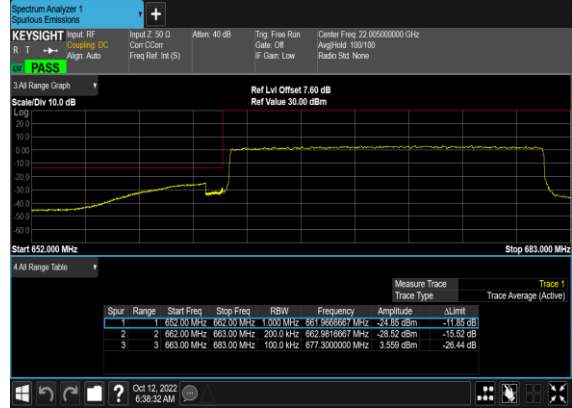 Spectrum Analyzer 1
Spurious Emissions
KEYSIGHT Input: RF
R T Coupling: DC
Align: Auto
Input Z: 50 Ω
Corr CCorr
Freq Ref: Int (S)
Atten: 40 dB
Trig: Free Run
Gate: Off
IF Gain: Low
Center Freq: 22.005000000 GHz
Avg|Hold: 100/100
Radio Std: None
PASS
3 All Range Graph
Scale/Div 10.0 dB
Ref Lvl Offset 7.60 dB
Ref Value 30.00 dBm
Log
20.0
10.0
0.00
-10.0
-20.0
-30.0
-40.0
-50.0
-60.0
Start 652.000 MHz
Stop 683.000 MHz
4 All Range Table
Measure Trace Trace 1
Trace Type Trace Average (Active)
Spur Range Start Freq Stop Freq RBW Frequency Amplitude ΔLimit
1 1 652.00 MHz 662.00 MHz 1.000 MHz 661.9666667 MHz -24.85 dBm -11.85 dB
2 2 662.00 MHz 663.00 MHz 200.0 kHz 662.9816667 MHz -28.52 dBm -15.52 dB
3 3 663.00 MHz 683.00 MHz 100.0 kHz 677.3000000 MHz 3.559 dBm -26.44 dB
? Oct 12, 2022
6:38:32 AM